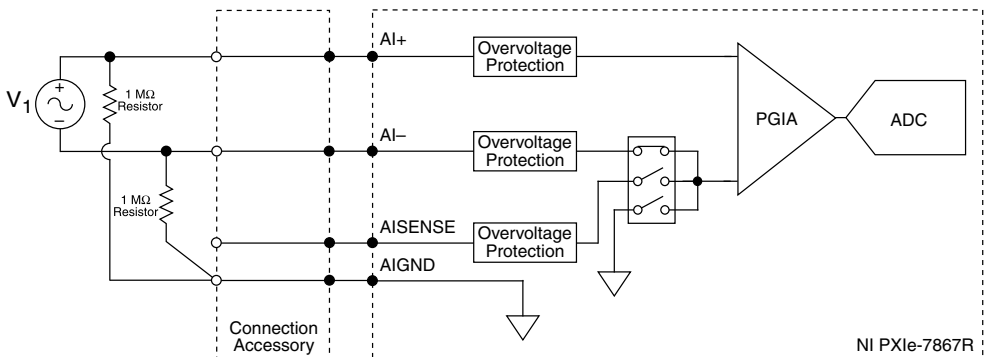 AI+
Overvoltage
Protection
+
V1
−
1 MΩ
Resistor
PGIA
ADC
AI–
Overvoltage
Protection
1 MΩ
Resistor
AISENSE
Overvoltage
Protection
AIGND
Connection
Accessory
NI PXIe-7867R